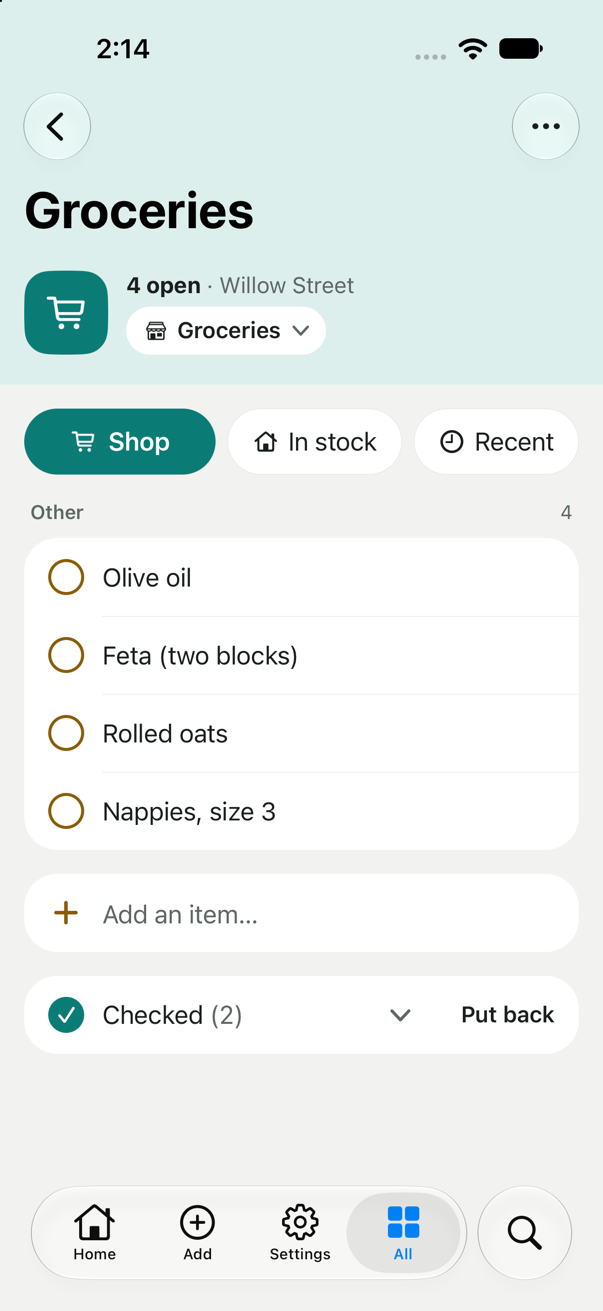 2:14
Groceries
4 open · Willow Street
Groceries
Shop
In stock
Recent
Other
4
Olive oil
Feta (two blocks)
Rolled oats
Nappies, size 3
Add an item...
Checked (2)
Put back
Home
Add
Settings
All